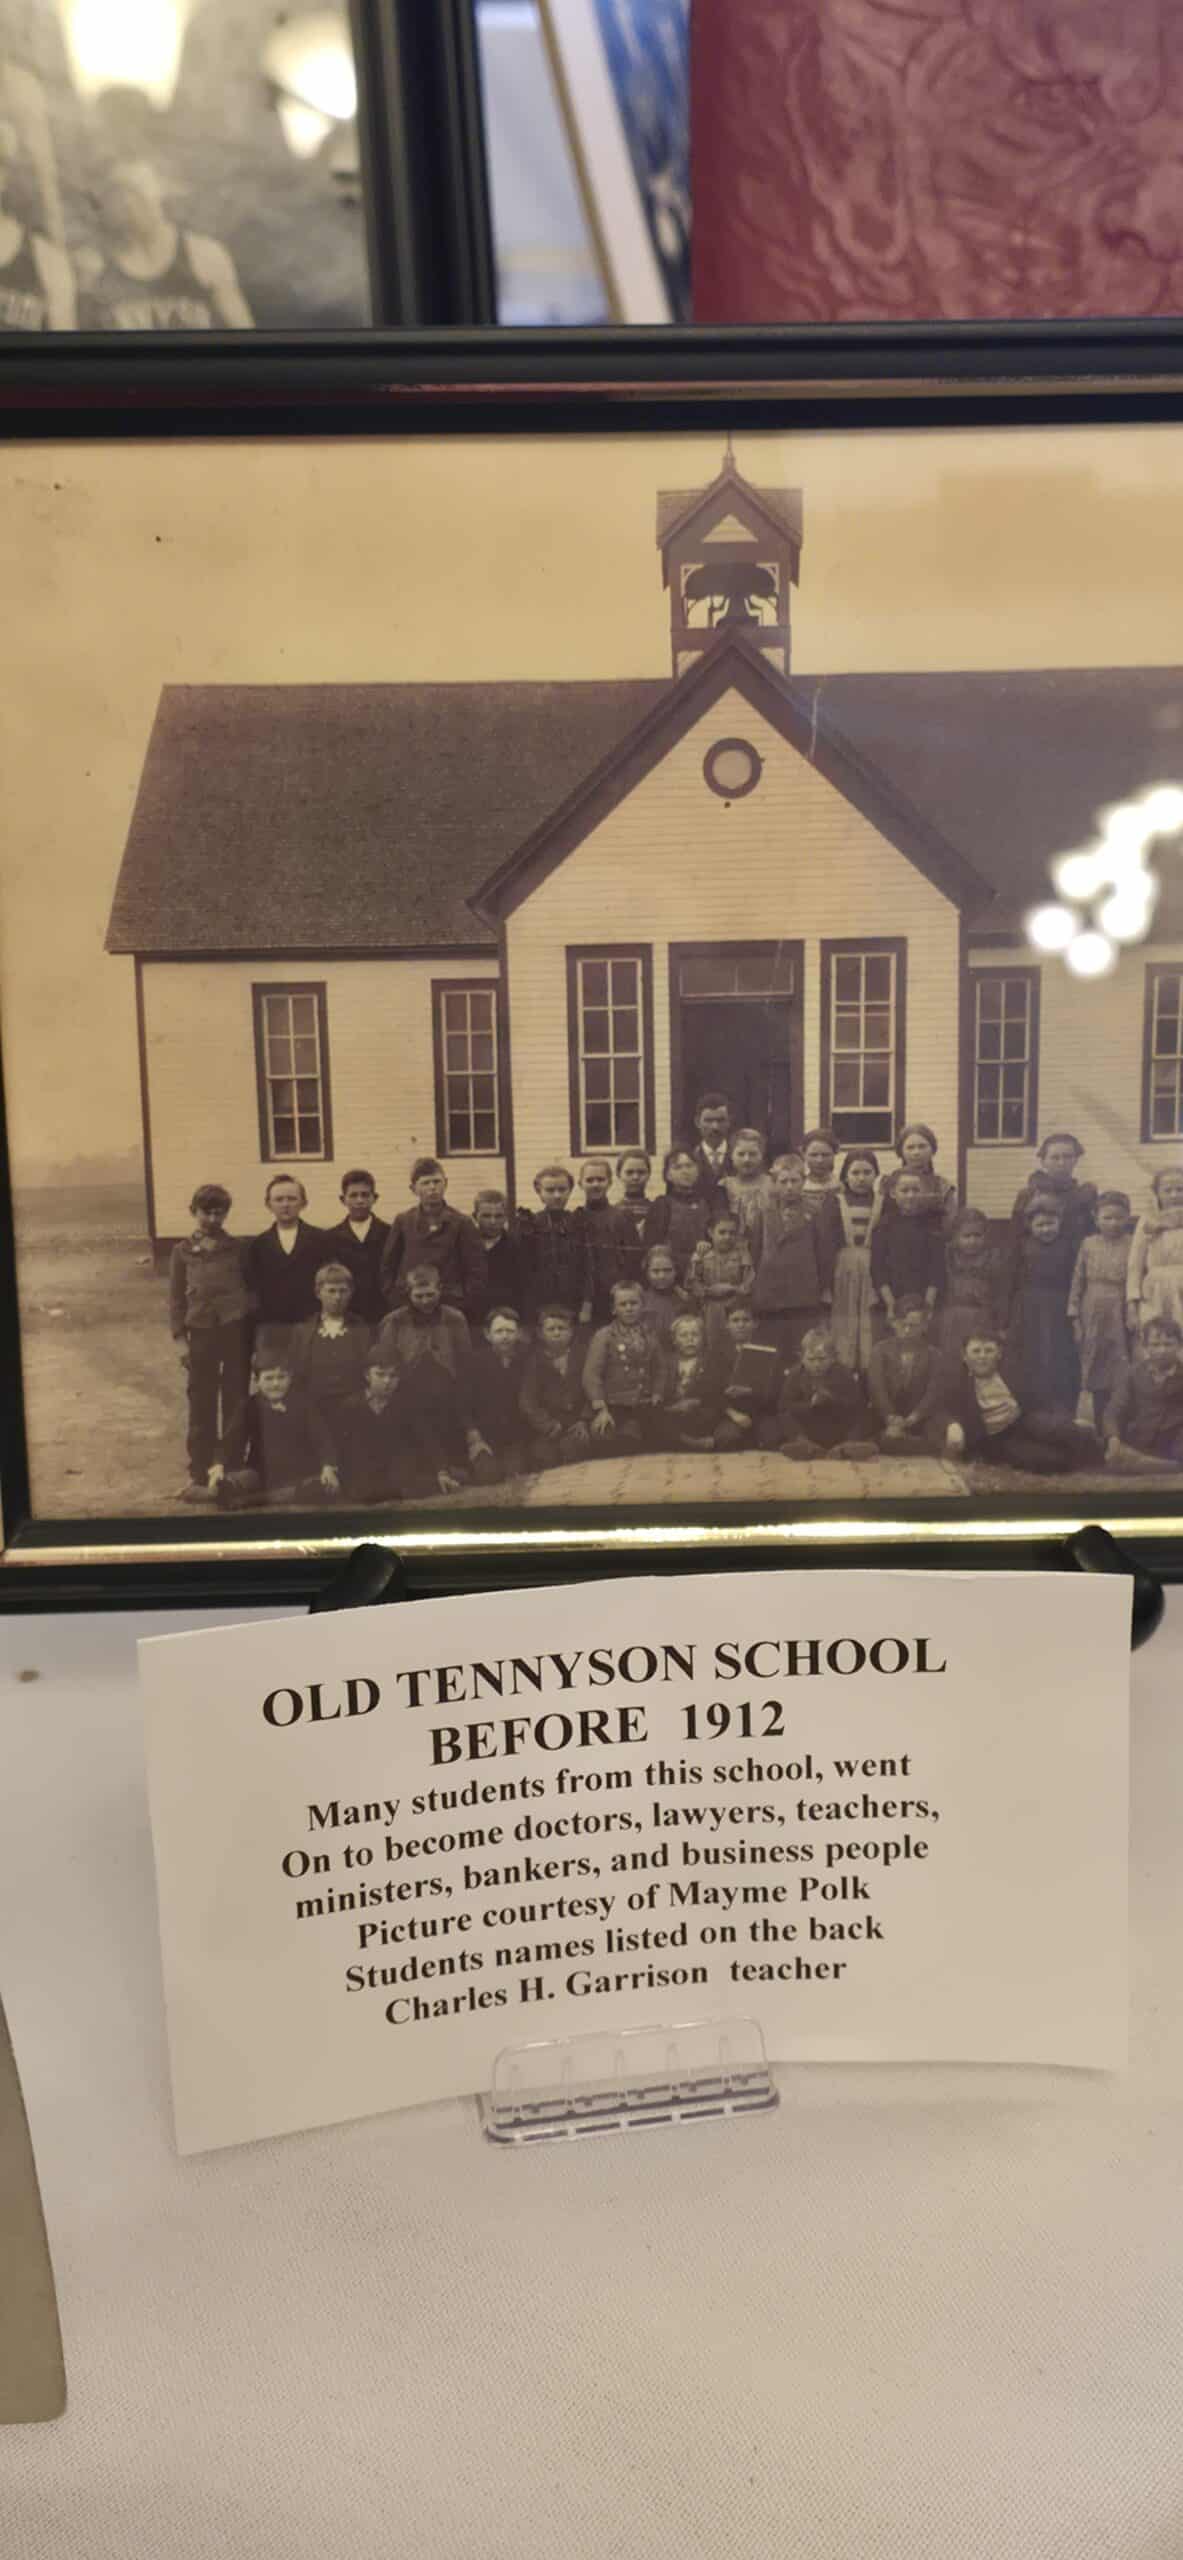 OLD TENNYSON SCHOOL
BEFORE 1912
Many students from this school, went
On to become doctors, lawyers, teachers,
ministers, bankers, and business people
Picture courtesy of Mayme Polk
Students names listed on the back
Charles H. Garrison teacher